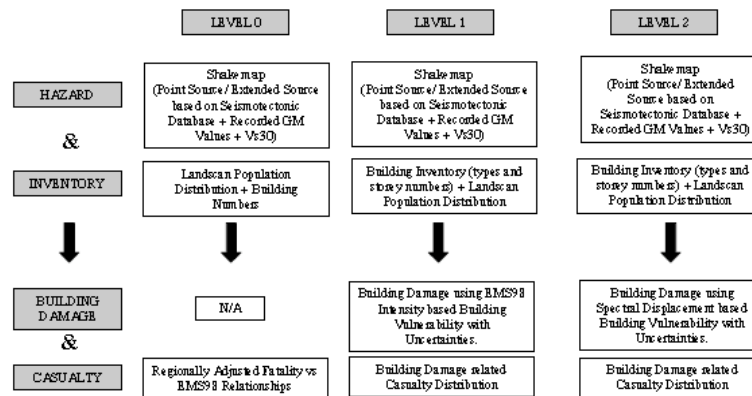 LEVEL 0
LEVEL 1
LEVEL 2
HAZARD
&
INVENTORY
Shake map
(Point Source/ Extended Source
based on Seismotectonic
Database + Recorded GM
Values + Vs30)
Shake map
(Point Source/ Extended
Source based on Seismotectonic
Database + Recorded GM
Values + Vs30)
Shake map
(Point Source/ Extended
Source based on
Seismotectonic Database +
Recorded GM Values + Vs30)
Landscan Population
Distribution + Building
Numbers
Building Inventory (types and
storey numbers) + Landscan
Population Distribution
Building Inventory (types and
storey numbers) + Landscan
Population Distribution
BUILDING
DAMAGE
&
CASUALTY
N/A
Building Damage using EMS98
Intensity based Building
Vulnerability with
Uncertainties.
Building Damage using
Spectral Displacement based
Building Vulnerability with
Uncertainties.
Regionally Adjusted Fatality vs
EMS98 Relationships
Building Damage related
Casualty Distribution
Building Damage related
Casualty Distribution